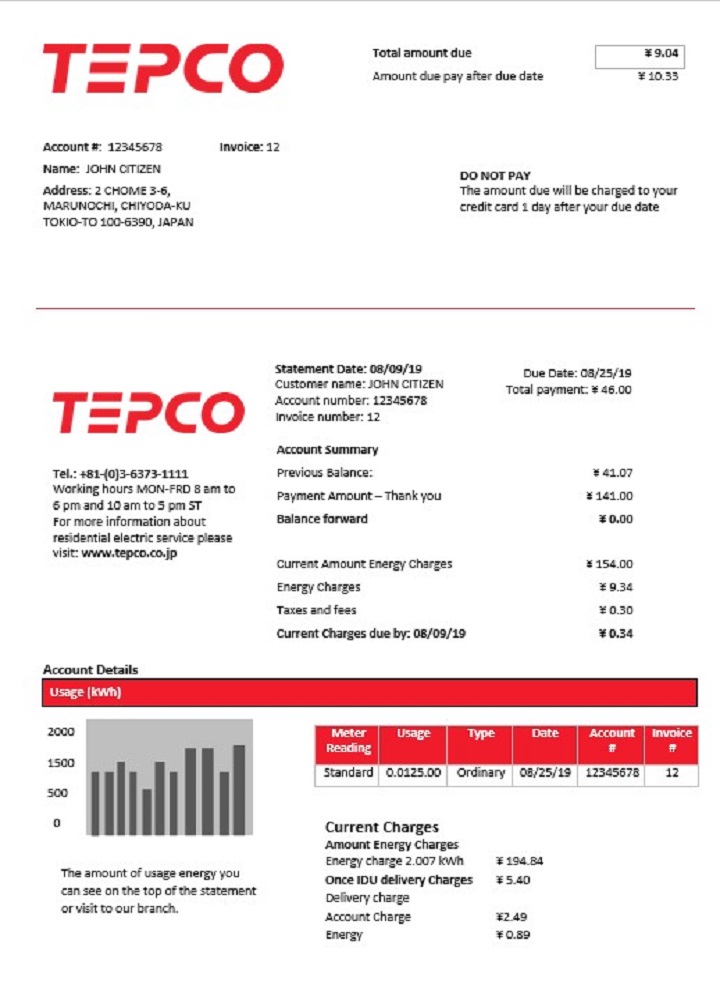 TEPCO
Total amount due ¥ 9.04
Amount due pay after due date ¥ 10.33
Account #: 12345678 Invoice: 12
Name: JOHN CITIZEN
Address: 2 CHOME 3-6,
MARUNOCHI, CHIYODA-KU
TOKIO-TO 100-6390, JAPAN
DO NOT PAY
The amount due will be charged to your
credit card 1 day after your due date
TEPCO
Tel.: +81-(0)3-6373-1111
Working hours MON-FRD 8 am to
6 pm and 10 am to 5 pm ST
For more information about
residential electric service please
visit: www.tepco.co.jp
Statement Date: 08/09/19
Customer name: JOHN CITIZEN
Account number: 12345678
Invoice number: 12
Due Date: 08/25/19
Total payment: ¥ 46.00
Account Summary
Previous Balance: ¥ 41.07
Payment Amount – Thank you ¥ 141.00
Balance forward ¥ 0.00
Current Amount Energy Charges ¥ 154.00
Energy Charges ¥ 9.34
Taxes and fees ¥ 0.30
Current Charges due by: 08/09/19 ¥ 0.34
Account Details
Usage (kWh)
2000
1500
500
0
The amount of usage energy you
can see on the top of the statement
or visit to our branch.
Meter Reading Usage Type Date Account # Invoice #
Standard 0.0125.00 Ordinary 08/25/19 12345678 12
Current Charges
Amount Energy Charges
Energy charge 2.007 kWh ¥ 194.84
Once IDU delivery Charges ¥ 5.40
Delivery charge
Account Charge ¥2.49
Energy ¥ 0.89